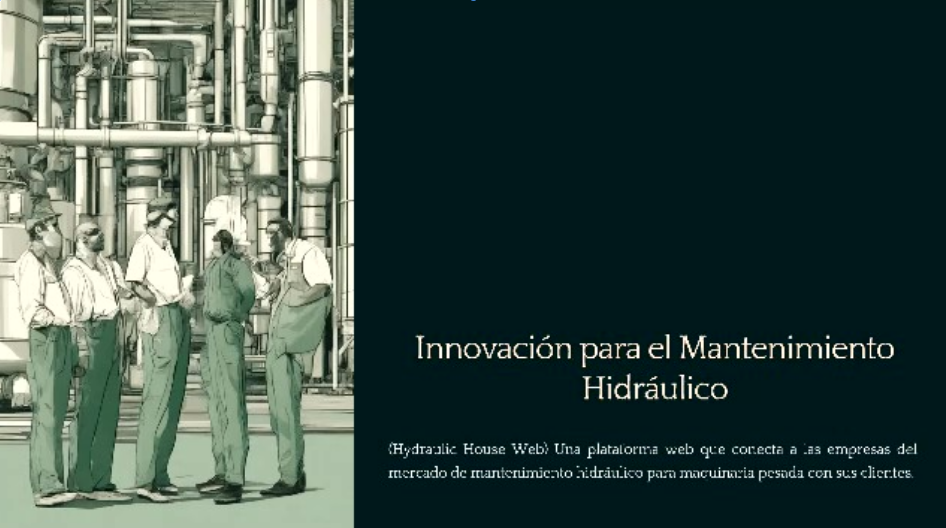 Innovación para el Mantenimiento
Hidráulico
(Hydraulic House Web) Una plataforma web que conecta a las empresas del
mercado de mantenimiento hidráulico para maquinaria pesada con sus clientes.